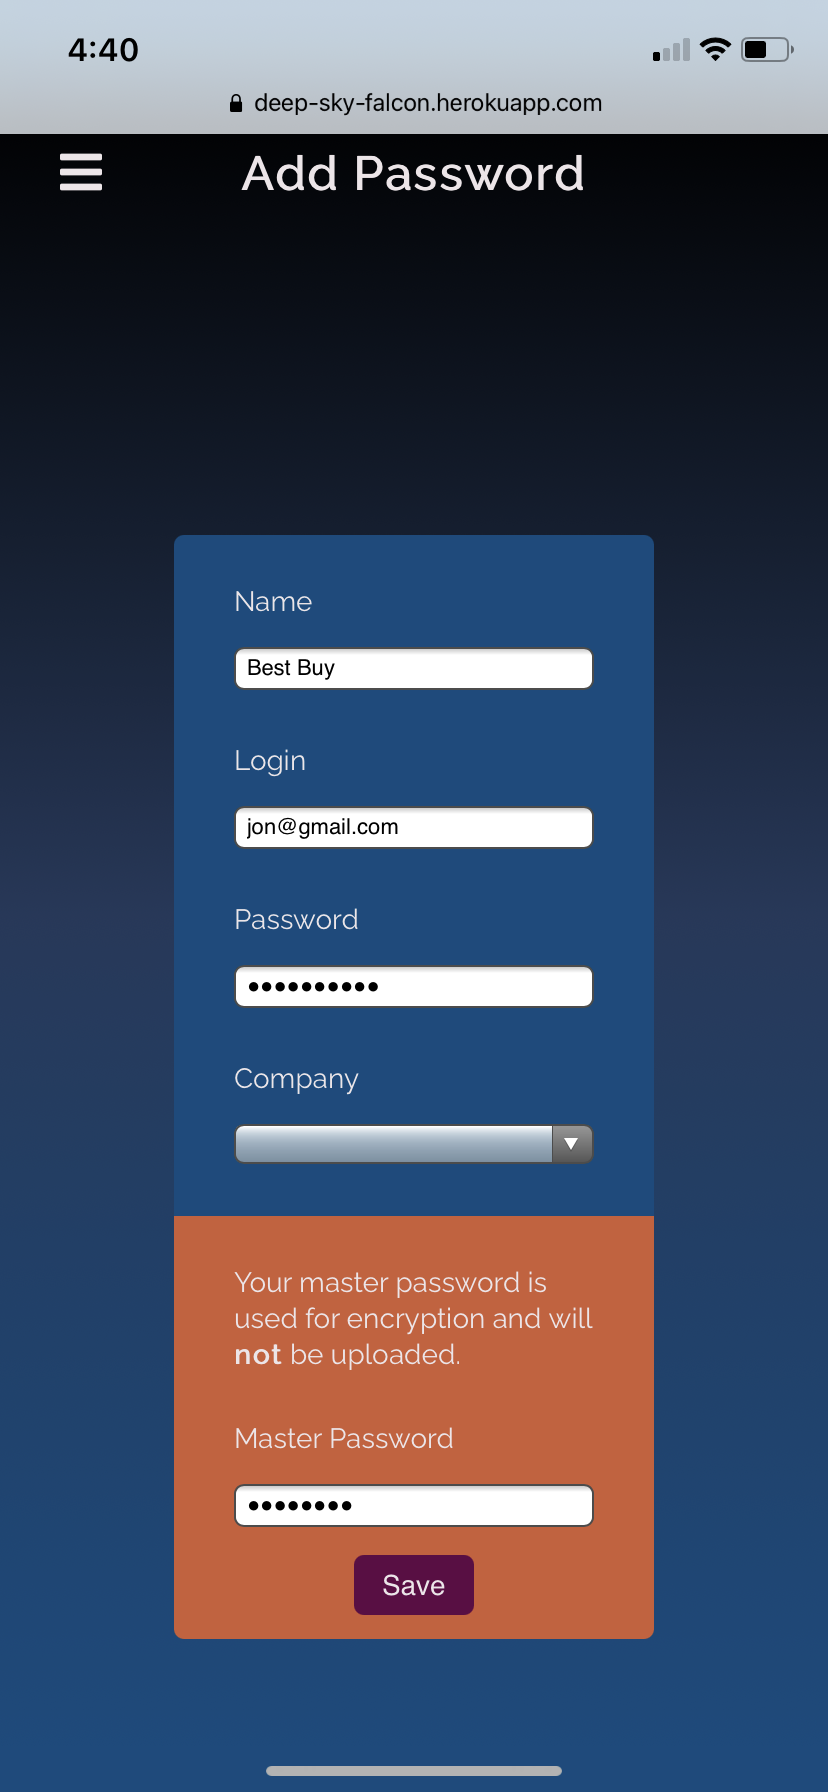 4:40
deep-sky-falcon.herokuapp.com
Add Password
Name
Best Buy
Login
jon@gmail.com
Password
••••••••••
Company
Your master password is
used for encryption and will
not be uploaded.
Master Password
••••••••
Save